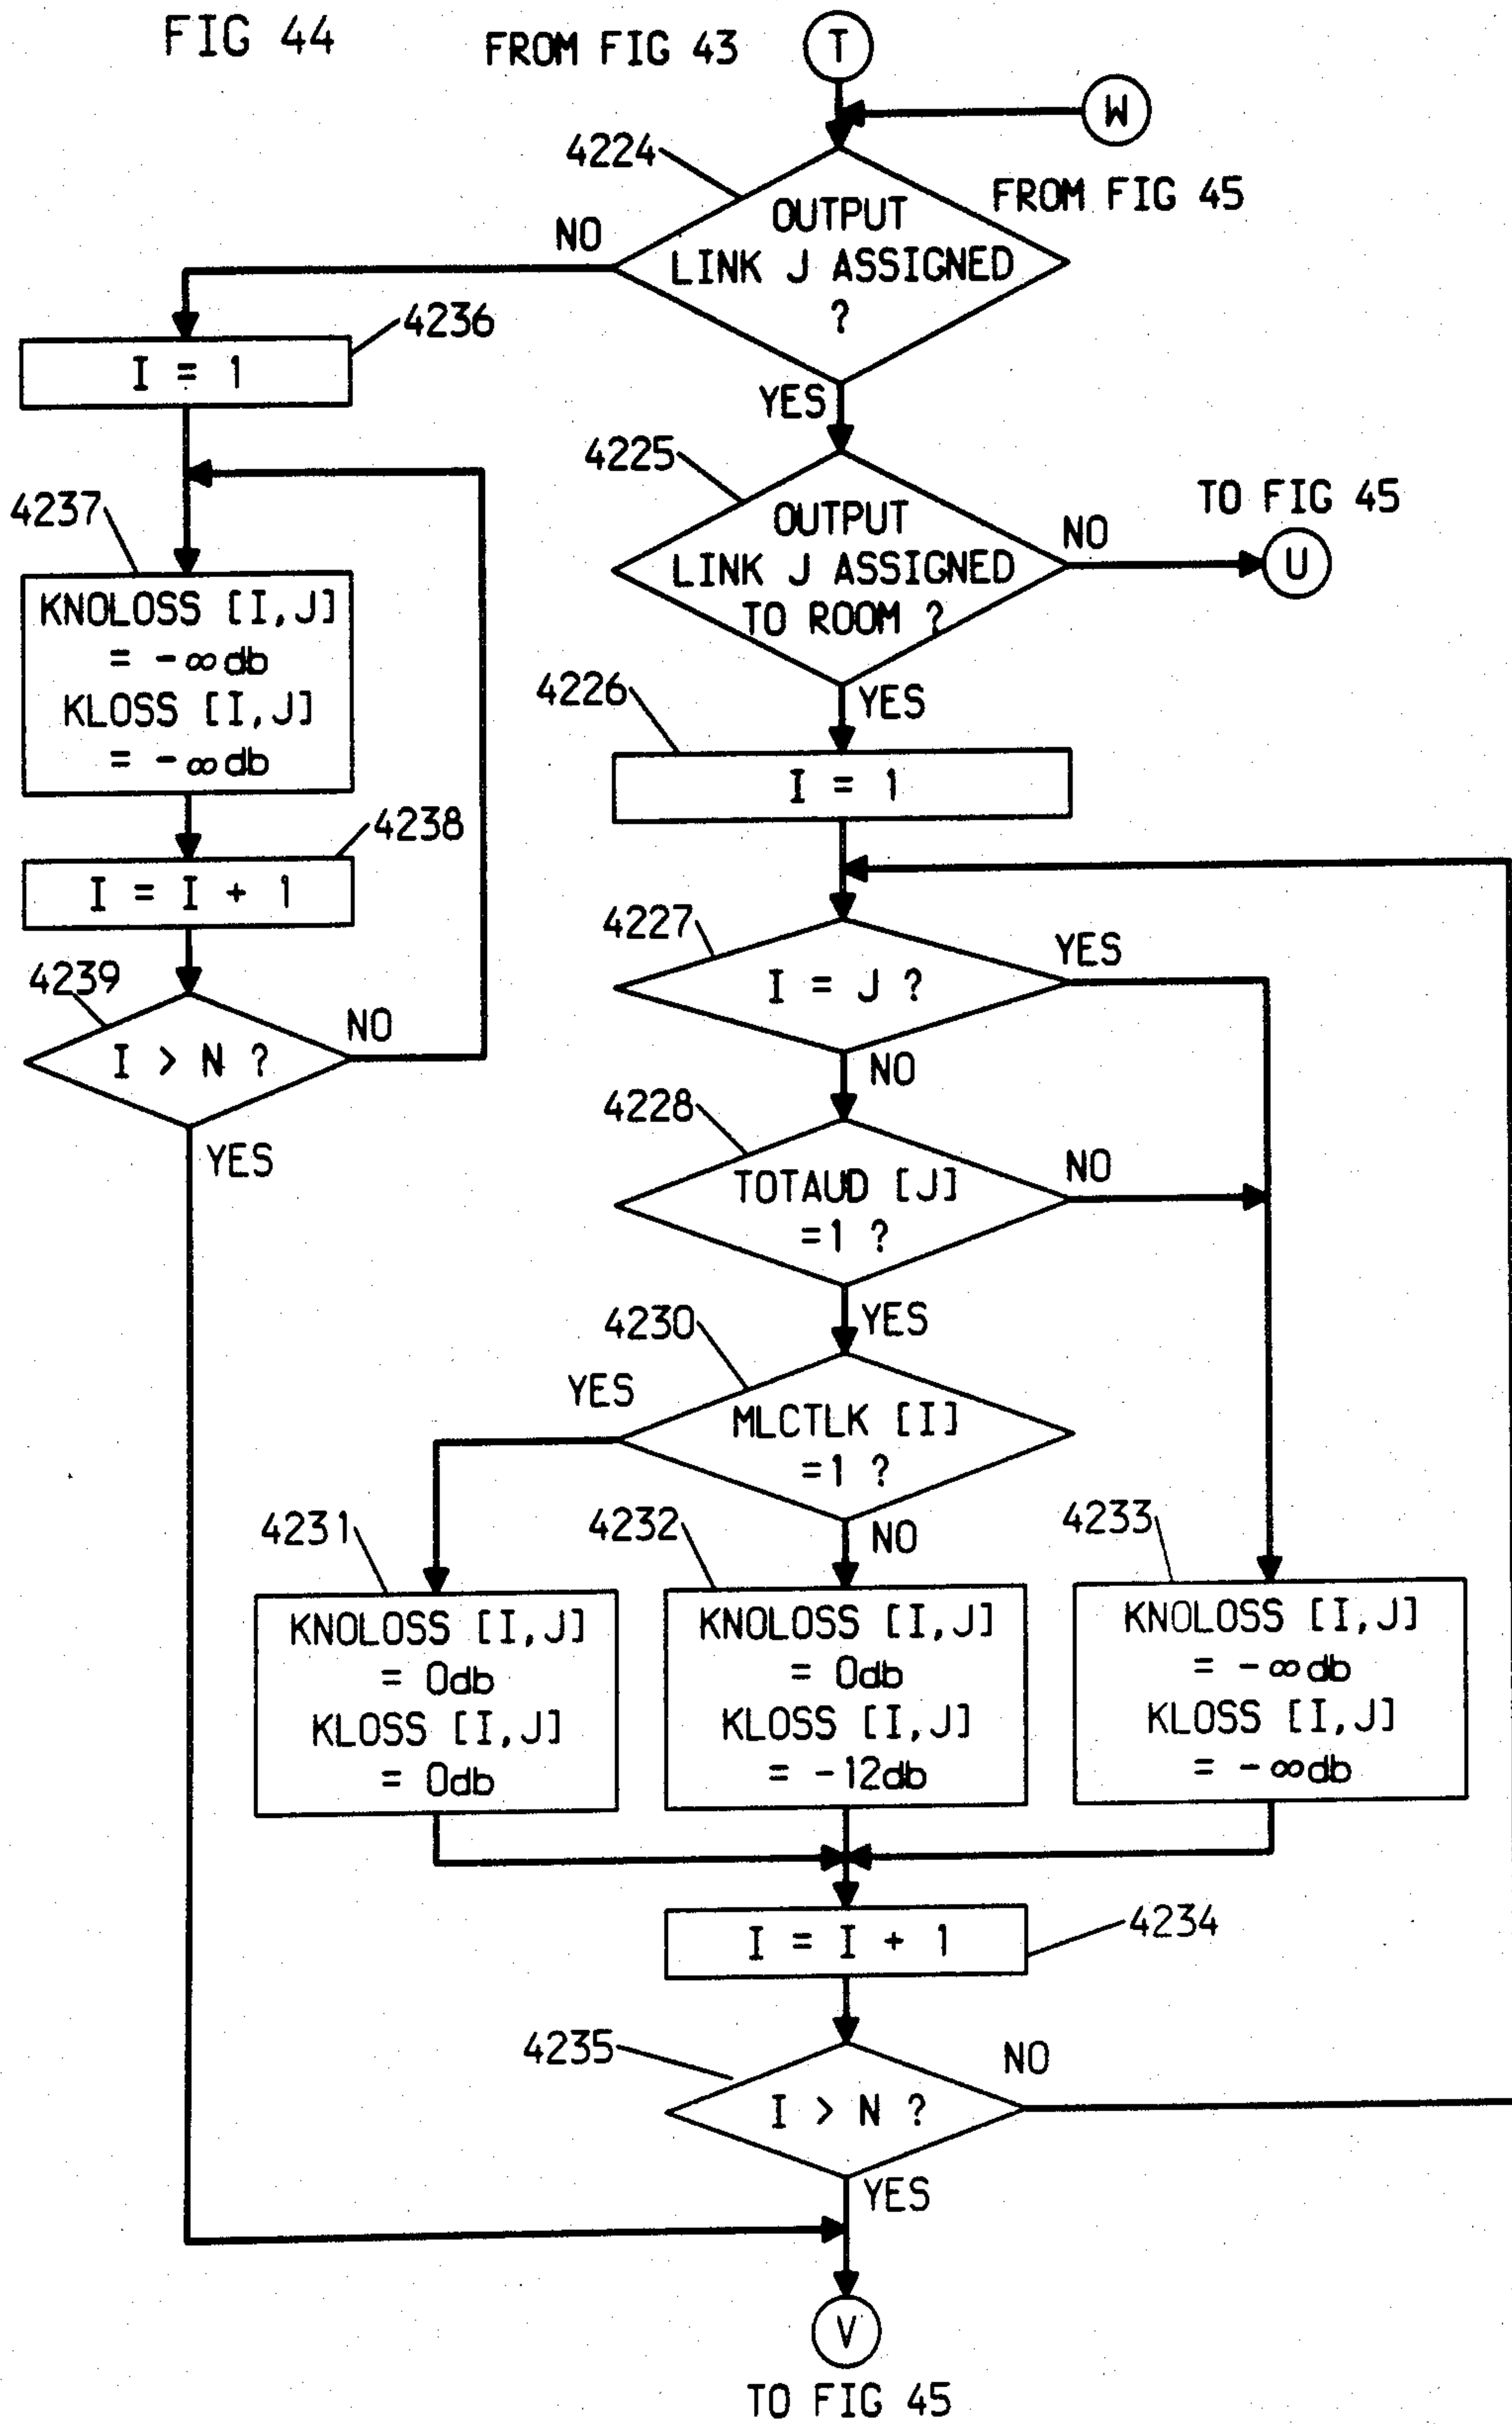 FIG 44
FROM FIG 43
T
W
FROM FIG 45
4224
OUTPUT
LINK J ASSIGNED
?
NO
YES
4236
I = 1
4225
OUTPUT
LINK J ASSIGNED
TO ROOM ?
NO
TO FIG 45
U
YES
4237
KNOLOSS [I,J]
= -∞db
KLOSS [I,J]
= -∞db
4226
I = 1
4238
I = I + 1
4227
I = J ?
YES
NO
4239
I > N ?
NO
YES
4228
TOTAUD [J]
=1 ?
NO
YES
4230
MLCTLK [I]
=1 ?
YES
NO
4231
KNOLOSS [I,J]
= 0db
KLOSS [I,J]
= 0db
4232
KNOLOSS [I,J]
= 0db
KLOSS [I,J]
= -12db
4233
KNOLOSS [I,J]
= -∞db
KLOSS [I,J]
= -∞db
4234
I = I + 1
4235
I > N ?
NO
YES
V
TO FIG 45